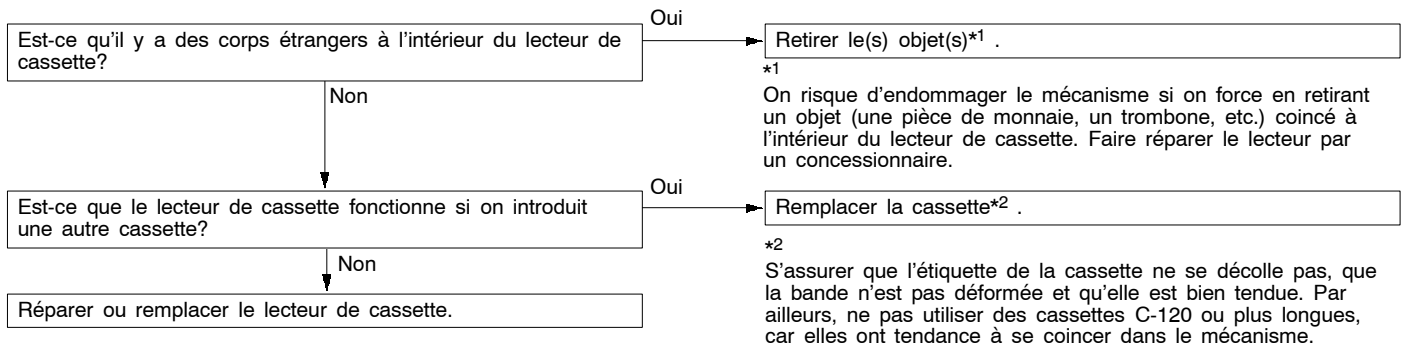 Est-ce qu'il y a des corps étrangers à l'intérieur du lecteur de
cassette?
Oui
Retirer le(s) objet(s)*1 .
*1
On risque d'endommager le mécanisme si on force en retirant
un objet (une pièce de monnaie, un trombone, etc.) coincé à
l'intérieur du lecteur de cassette. Faire réparer le lecteur par
un concessionnaire.
Non
Est-ce que le lecteur de cassette fonctionne si on introduit
une autre cassette?
Oui
Remplacer la cassette*2 .
*2
S'assurer que l'étiquette de la cassette ne se décolle pas, que
la bande n'est pas déformée et qu'elle est bien tendue. Par
ailleurs, ne pas utiliser des cassettes C-120 ou plus longues,
car elles ont tendance à se coincer dans le mécanisme.
Non
Réparer ou remplacer le lecteur de cassette.